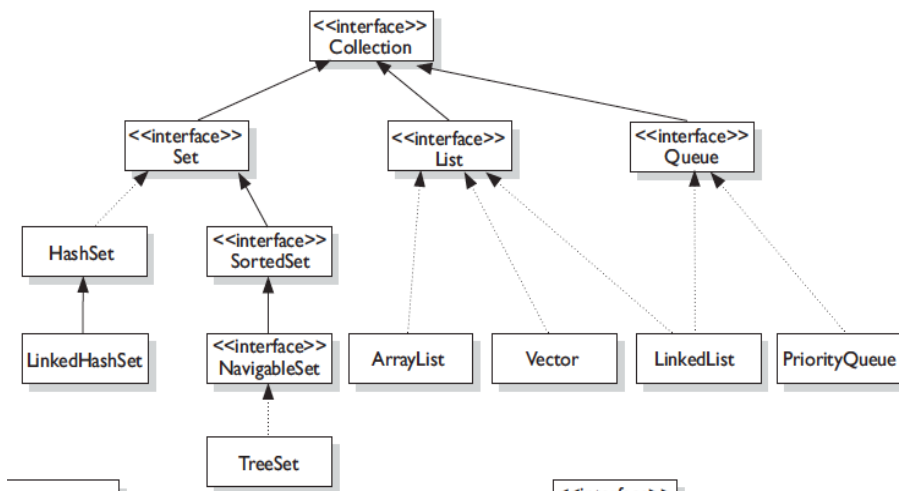 <<interface>>
Collection
<<interface>>
Set
<<interface>>
List
<<interface>>
Queue
HashSet
<<interface>>
SortedSet
LinkedHashSet
<<interface>>
NavigableSet
ArrayList
Vector
LinkedList
PriorityQueue
TreeSet